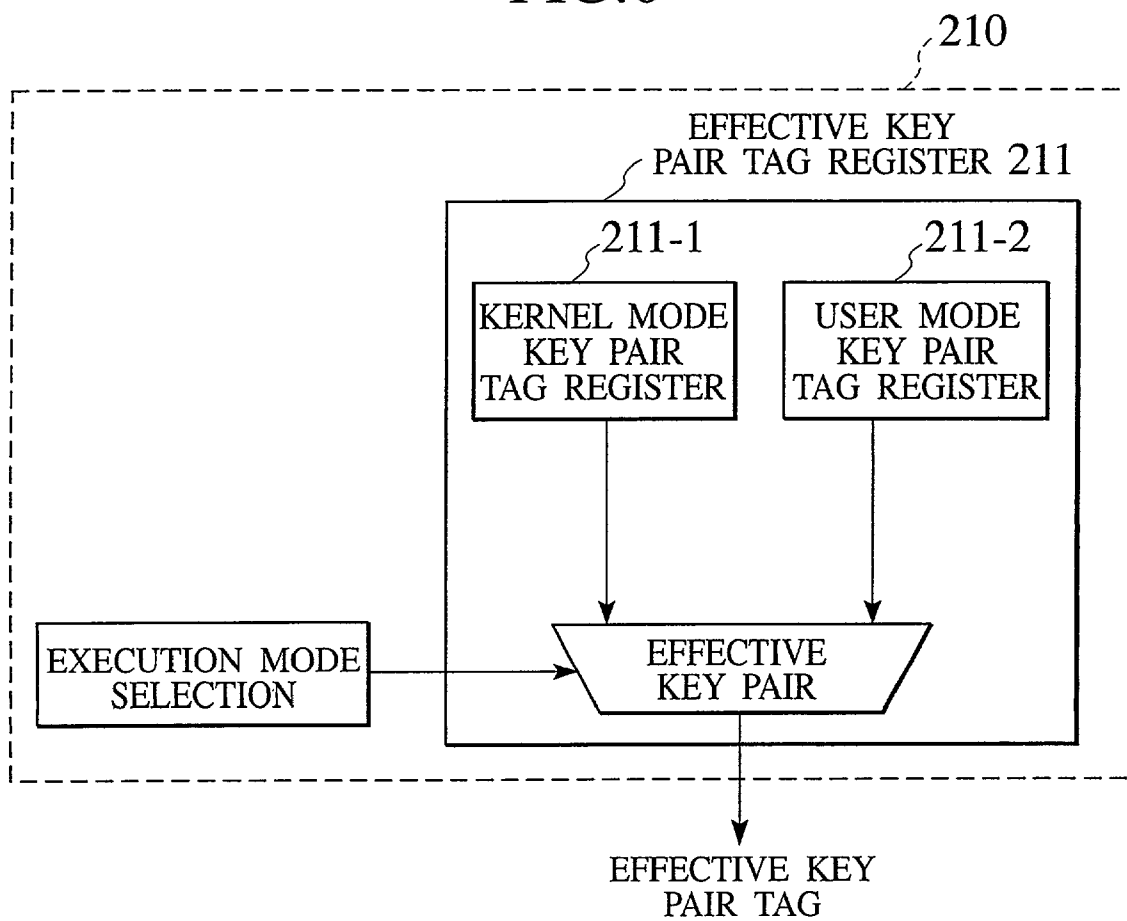 210
EFFECTIVE KEY
PAIR TAG REGISTER 211
211-1
211-2
KERNEL MODE
KEY PAIR
TAG REGISTER
USER MODE
KEY PAIR
TAG REGISTER
EXECUTION MODE
SELECTION
EFFECTIVE
KEY PAIR
EFFECTIVE KEY
PAIR TAG